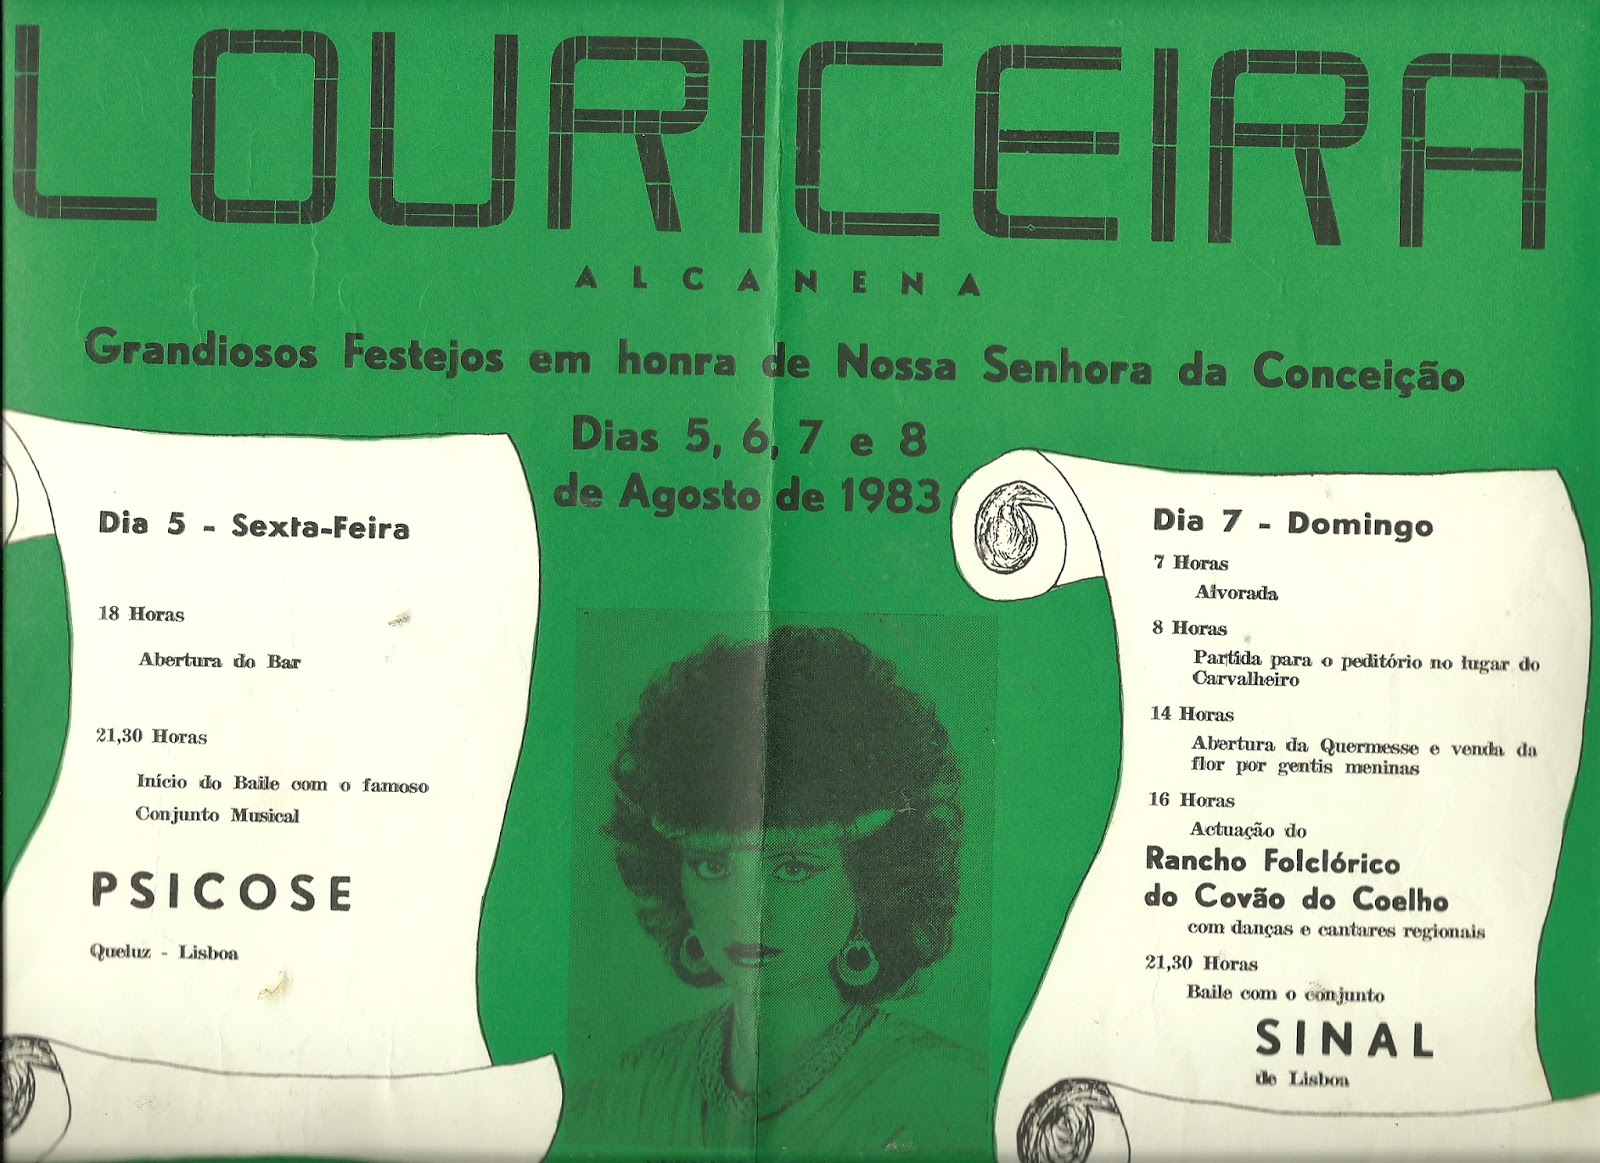 LOURICEIRA
ALCANENA
Grandiosos Festejos em honra de Nossa Senhora da Conceição
Dias 5, 6, 7 e 8
de Agosto de 1983
Dia 5 - Sexta-Feira
18 Horas
Abertura do Bar
21,30 Horas
Início do Baile com o famoso
Conjunto Musical
PSICOSE
Queluz - Lisboa
Dia 7 - Domingo
7 Horas
Alvorada
8 Horas
Partida para o peditório no lugar do
Carvalheiro
14 Horas
Abertura da Quermesse e venda da
flor por gentis meninas
16 Horas
Actuação do
Rancho Folclórico
do Covão do Coelho
com danças e cantares regionais
21,30 Horas
Baile com o conjunto
SINAL
de Lisboa